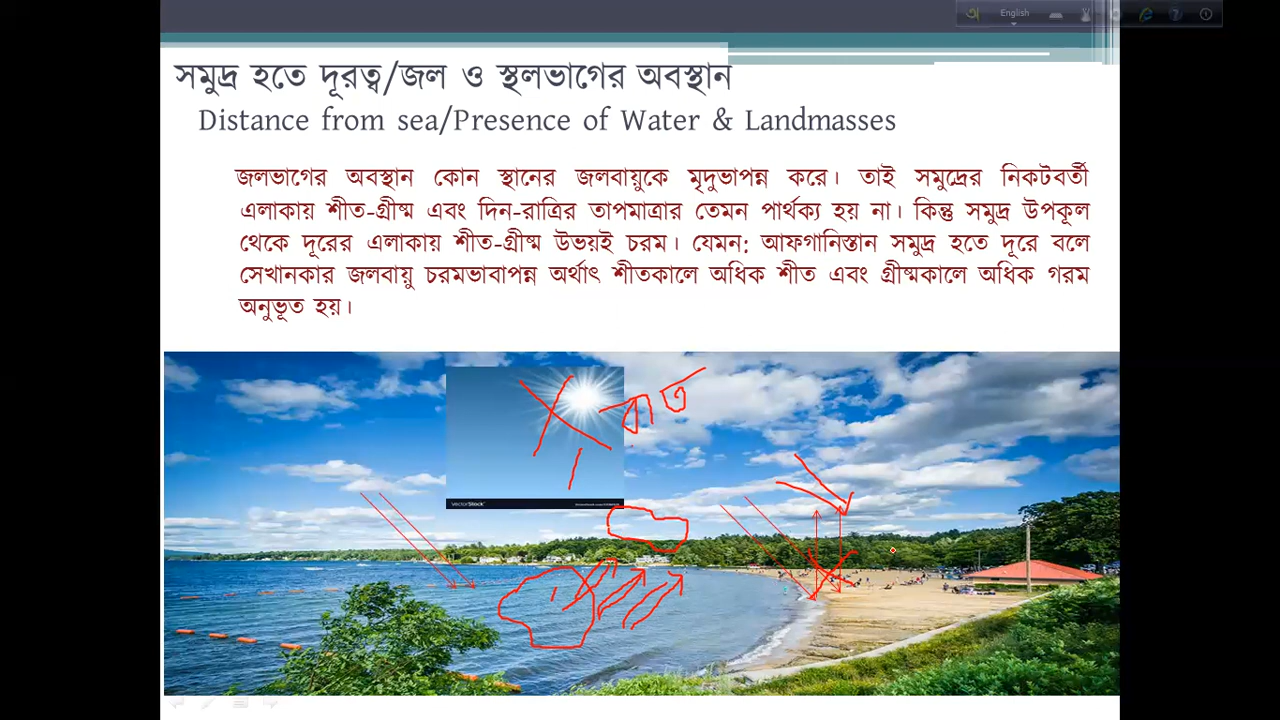 English
সমুদ্র হতে দূরত্ব/জল ও স্থলভাগের অবস্থান
Distance from sea/Presence of Water & Landmasses
জলভাগের অবস্থান কোন স্থানের জলবায়ুকে মৃদুভাপন্ন করে। তাই সমুদ্রের নিকটবর্তী
এলাকায় শীত-গ্রীষ্ম এবং দিন-রাত্রির তাপমাত্রার তেমন পার্থক্য হয় না। কিন্তু সমুদ্র উপকূল
থেকে দূরের এলাকায় শীত-গ্রীষ্ম উভয়ই চরম। যেমন: আফগানিস্তান সমুদ্র হতে দূরে বলে
সেখানকার জলবায়ু চরমভাবাপন্ন অর্থাৎ শীতকালে অধিক শীত এবং গ্রীষ্মকালে অধিক গরম
অনুভূত হয়।
রাত
VectorStock